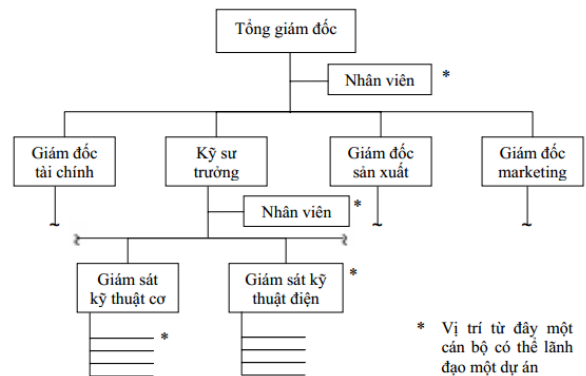 Tổng giám đốc
Nhân viên *
Giám đốc
tài chính
Kỹ sư
trưởng
Giám đốc
sản xuất
Giám đốc
marketing
Nhân viên *
Giám sát
kỹ thuật cơ
Giám sát kỹ
thuật điện
*
*
* Vị trí từ đây một
cán bộ có thể lãnh
đạo một dự án